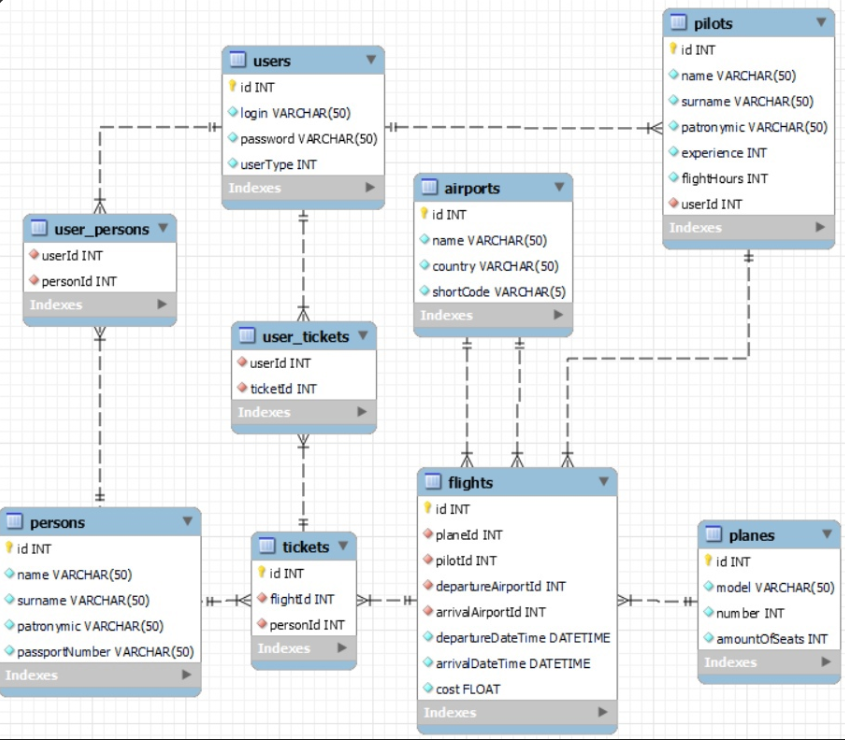 users
id INT
login VARCHAR(50)
password VARCHAR(50)
userType INT
Indexes
pilots
id INT
name VARCHAR(50)
surname VARCHAR(50)
patronymic VARCHAR(50)
experience INT
flightHours INT
userId INT
Indexes
airports
id INT
name VARCHAR(50)
country VARCHAR(50)
shortCode VARCHAR(5)
Indexes
user_persons
userId INT
personId INT
Indexes
user_tickets
userId INT
ticketId INT
Indexes
persons
id INT
name VARCHAR(50)
surname VARCHAR(50)
patronymic VARCHAR(50)
passportNumber VARCHAR(50)
Indexes
tickets
id INT
flightId INT
personId INT
Indexes
flights
id INT
planeId INT
pilotId INT
departureAirportId INT
arrivalAirportId INT
departureDateTime DATETIME
arrivalDateTime DATETIME
cost FLOAT
Indexes
planes
id INT
model VARCHAR(50)
number INT
amountOfSeats INT
Indexes